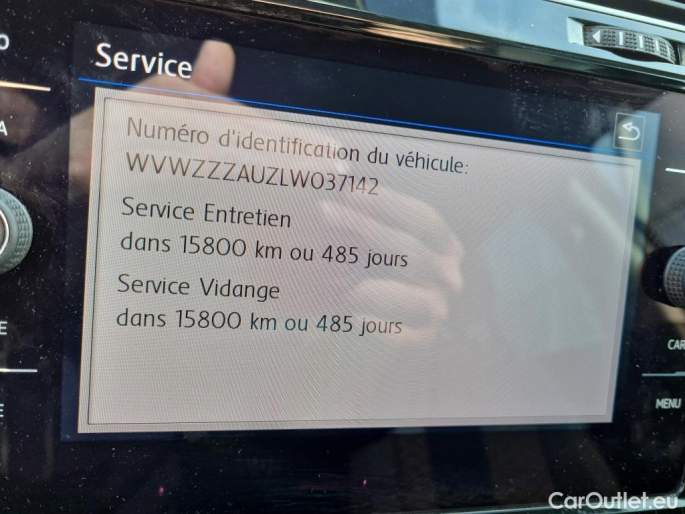 Service
Numéro d'identification du véhicule:
WVWZZZAUZLW037142
Service Entretien
dans 15800 km ou 485 jours
Service Vidange
dans 15800 km ou 485 jours
CAR
MENU
CarOutlet.eu